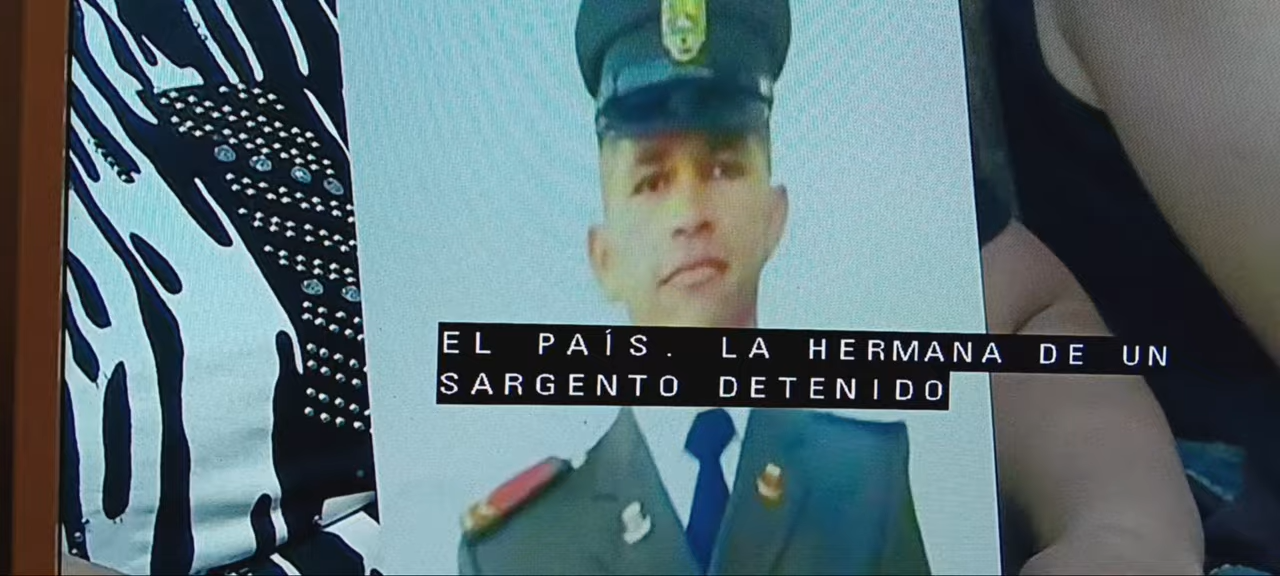 EL PAÍS. LA HERMANA DE UN
SARGENTO DETENIDO